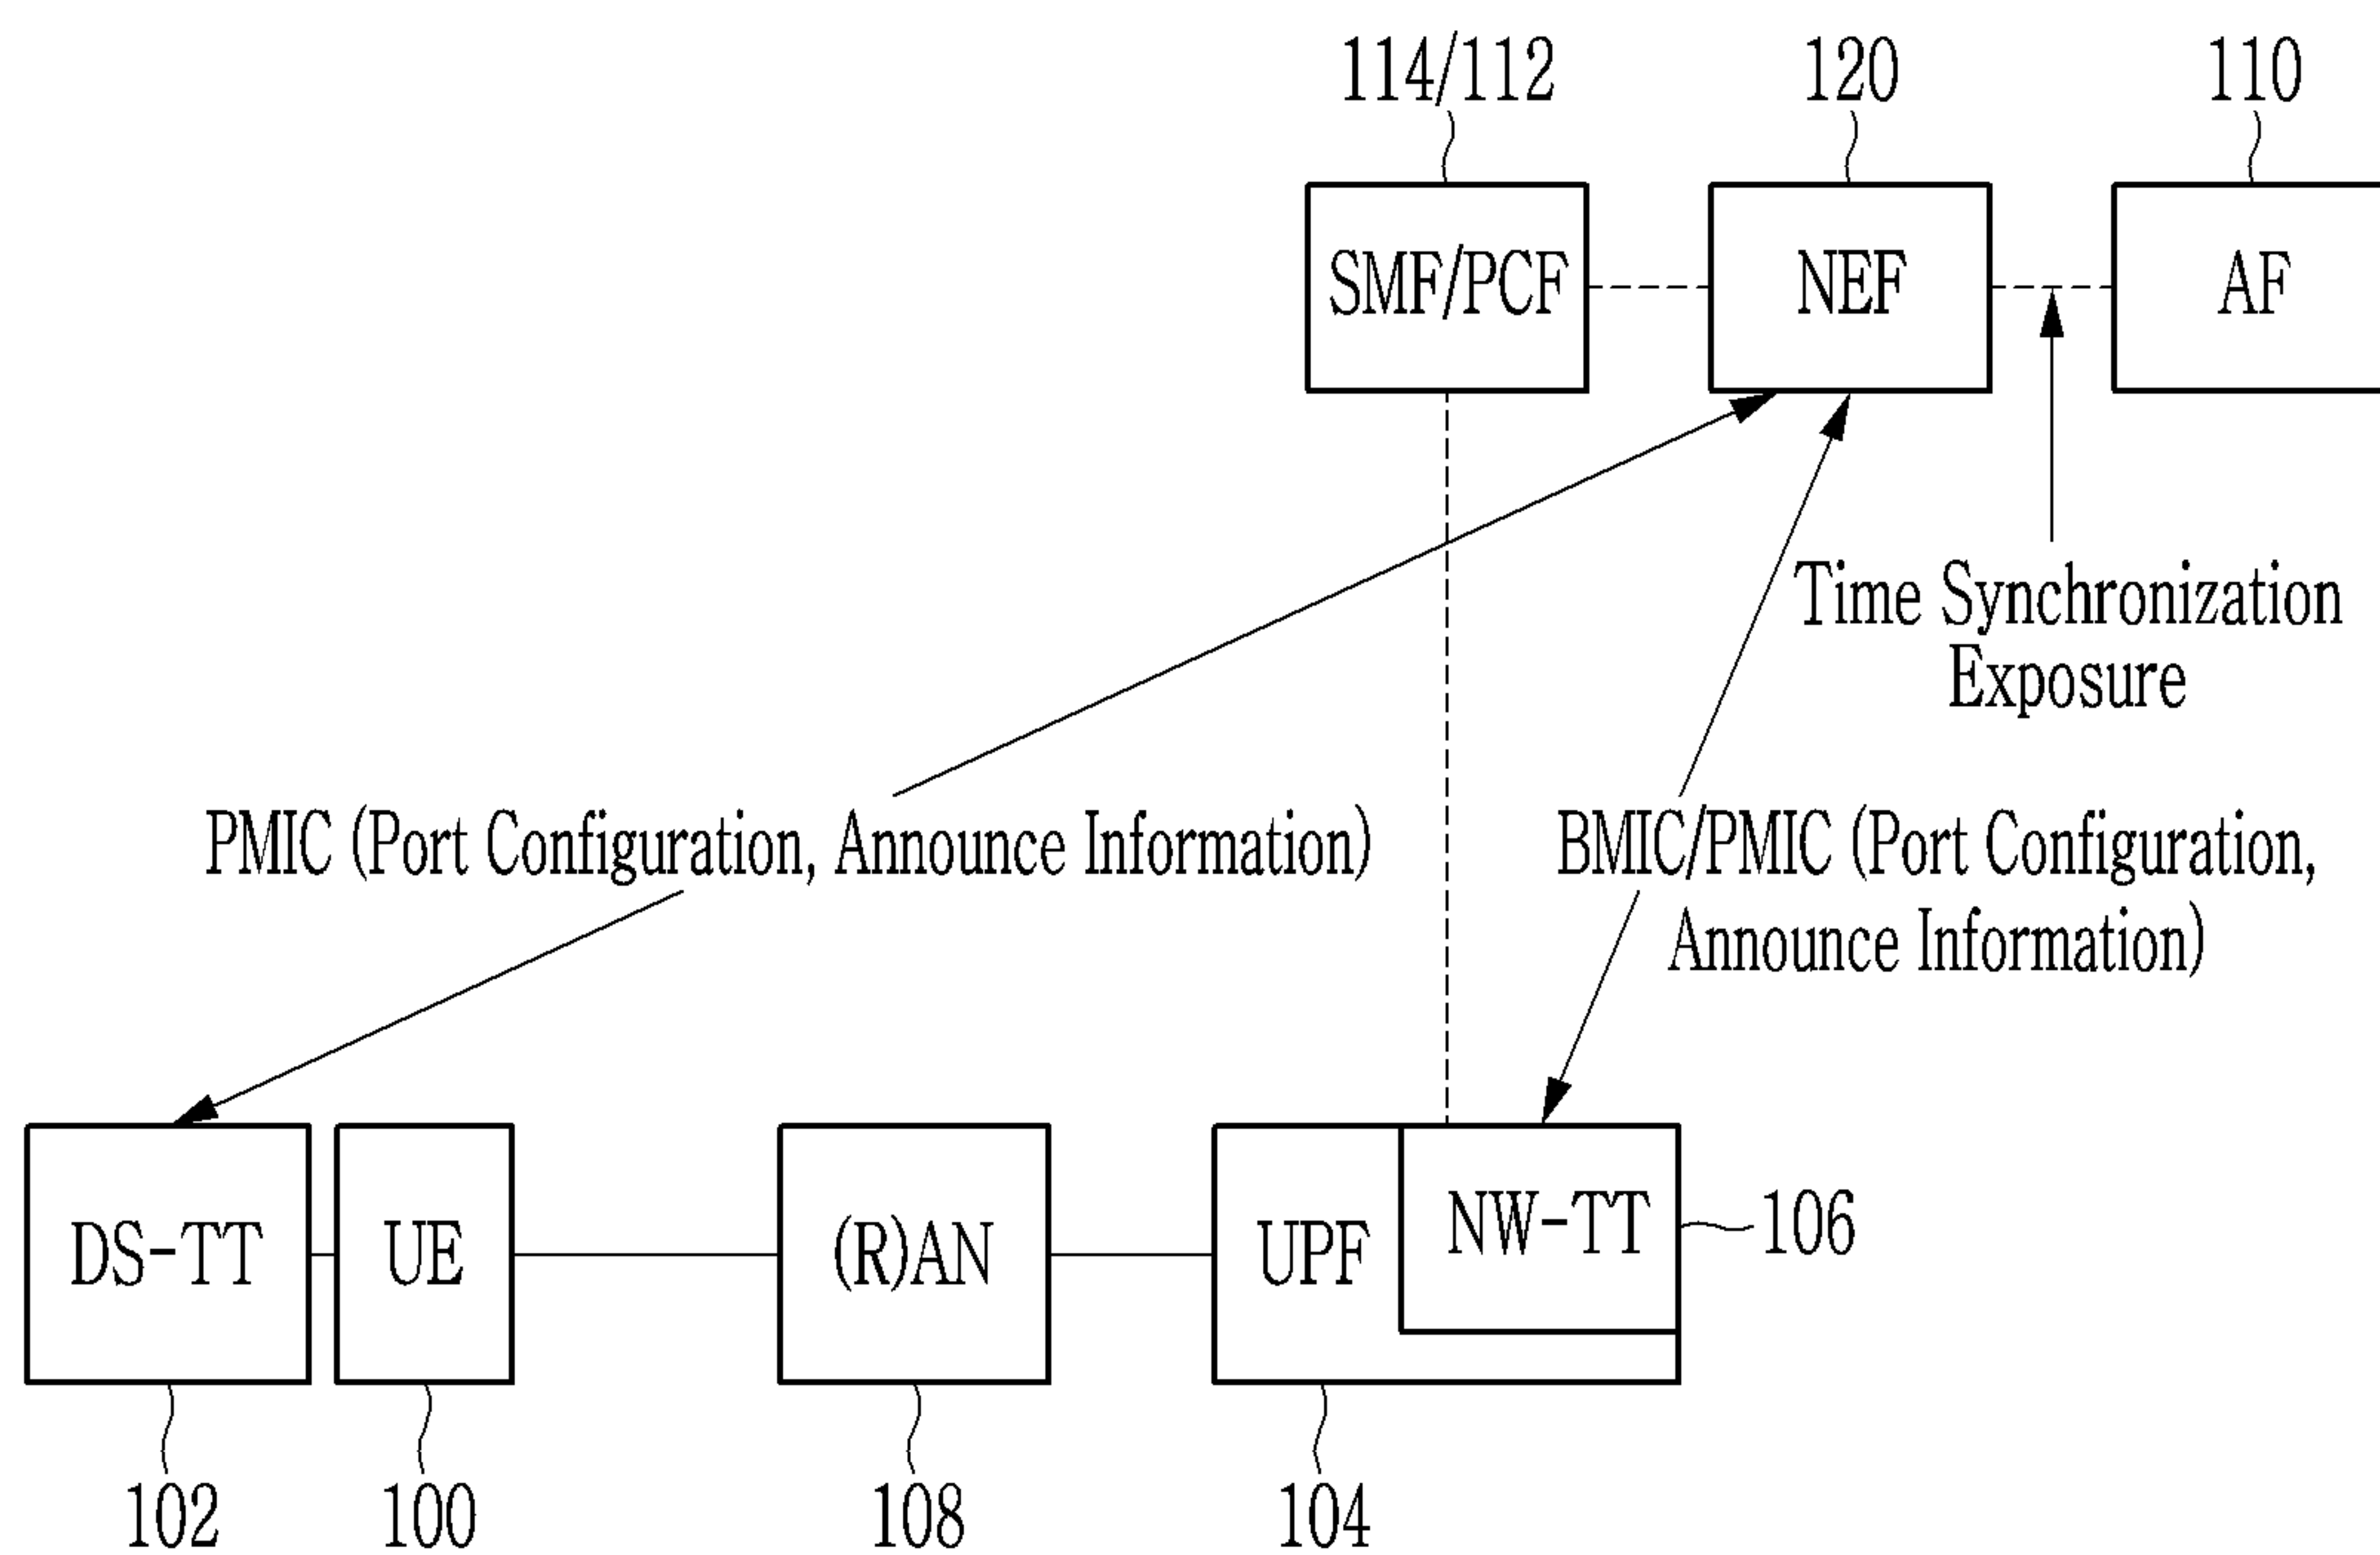 114/112
120
110
SMF/PCF
NEF
AF
Time Synchronization
Exposure
PMIC (Port Configuration, Announce Information)
BMIC/PMIC (Port Configuration,
Announce Information)
DS-TT
UE
(R)AN
UPF
NW-TT
106
102
100
108
104